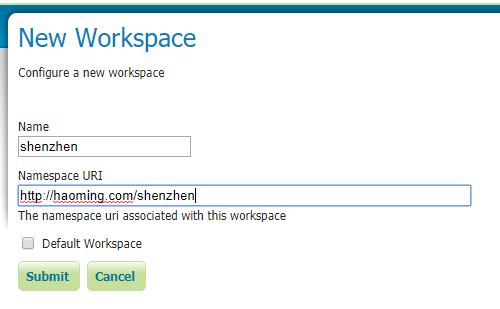 New Workspace
Configure a new workspace
Name
shenzhen
Namespace URI
http://haoming.com/shenzhen
The namespace uri associated with this workspace
Default Workspace
Submit Cancel